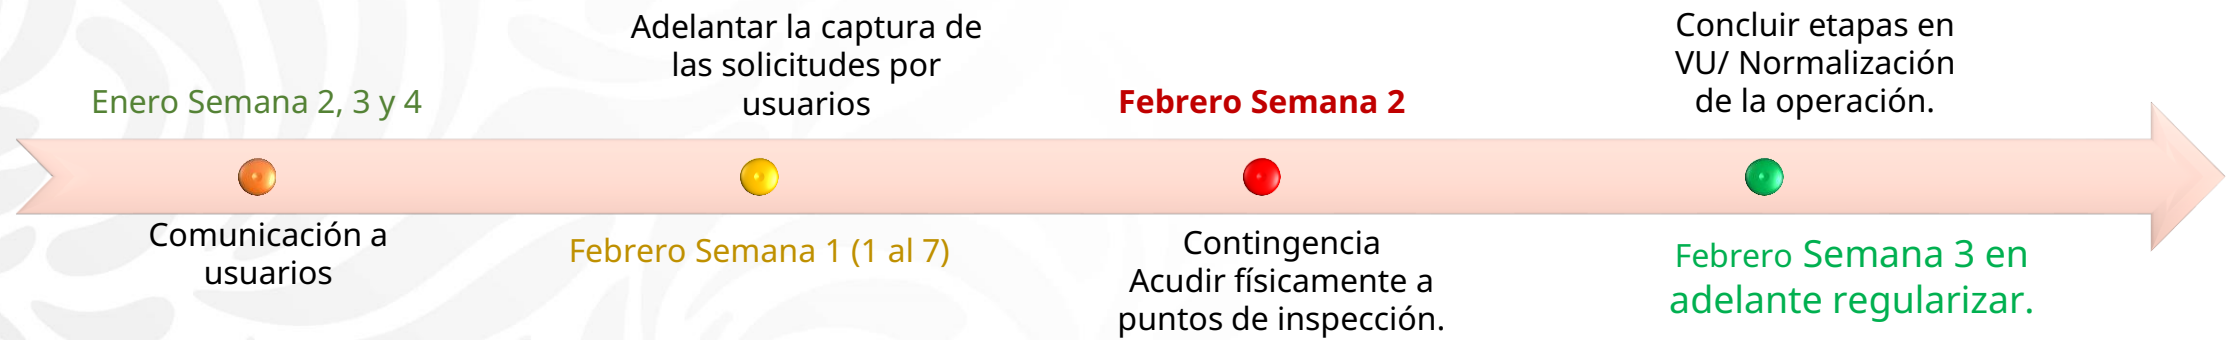 Enero Semana 2, 3 y 4
Comunicación a
usuarios
Adelantar la captura de
las solicitudes por
usuarios
Febrero Semana 1 (1 al 7)
Febrero Semana 2
Contingencia
Acudir físicamente a
puntos de inspección.
Concluir etapas en
VU/ Normalización
de la operación.
Febrero Semana 3 en
adelante regularizar.